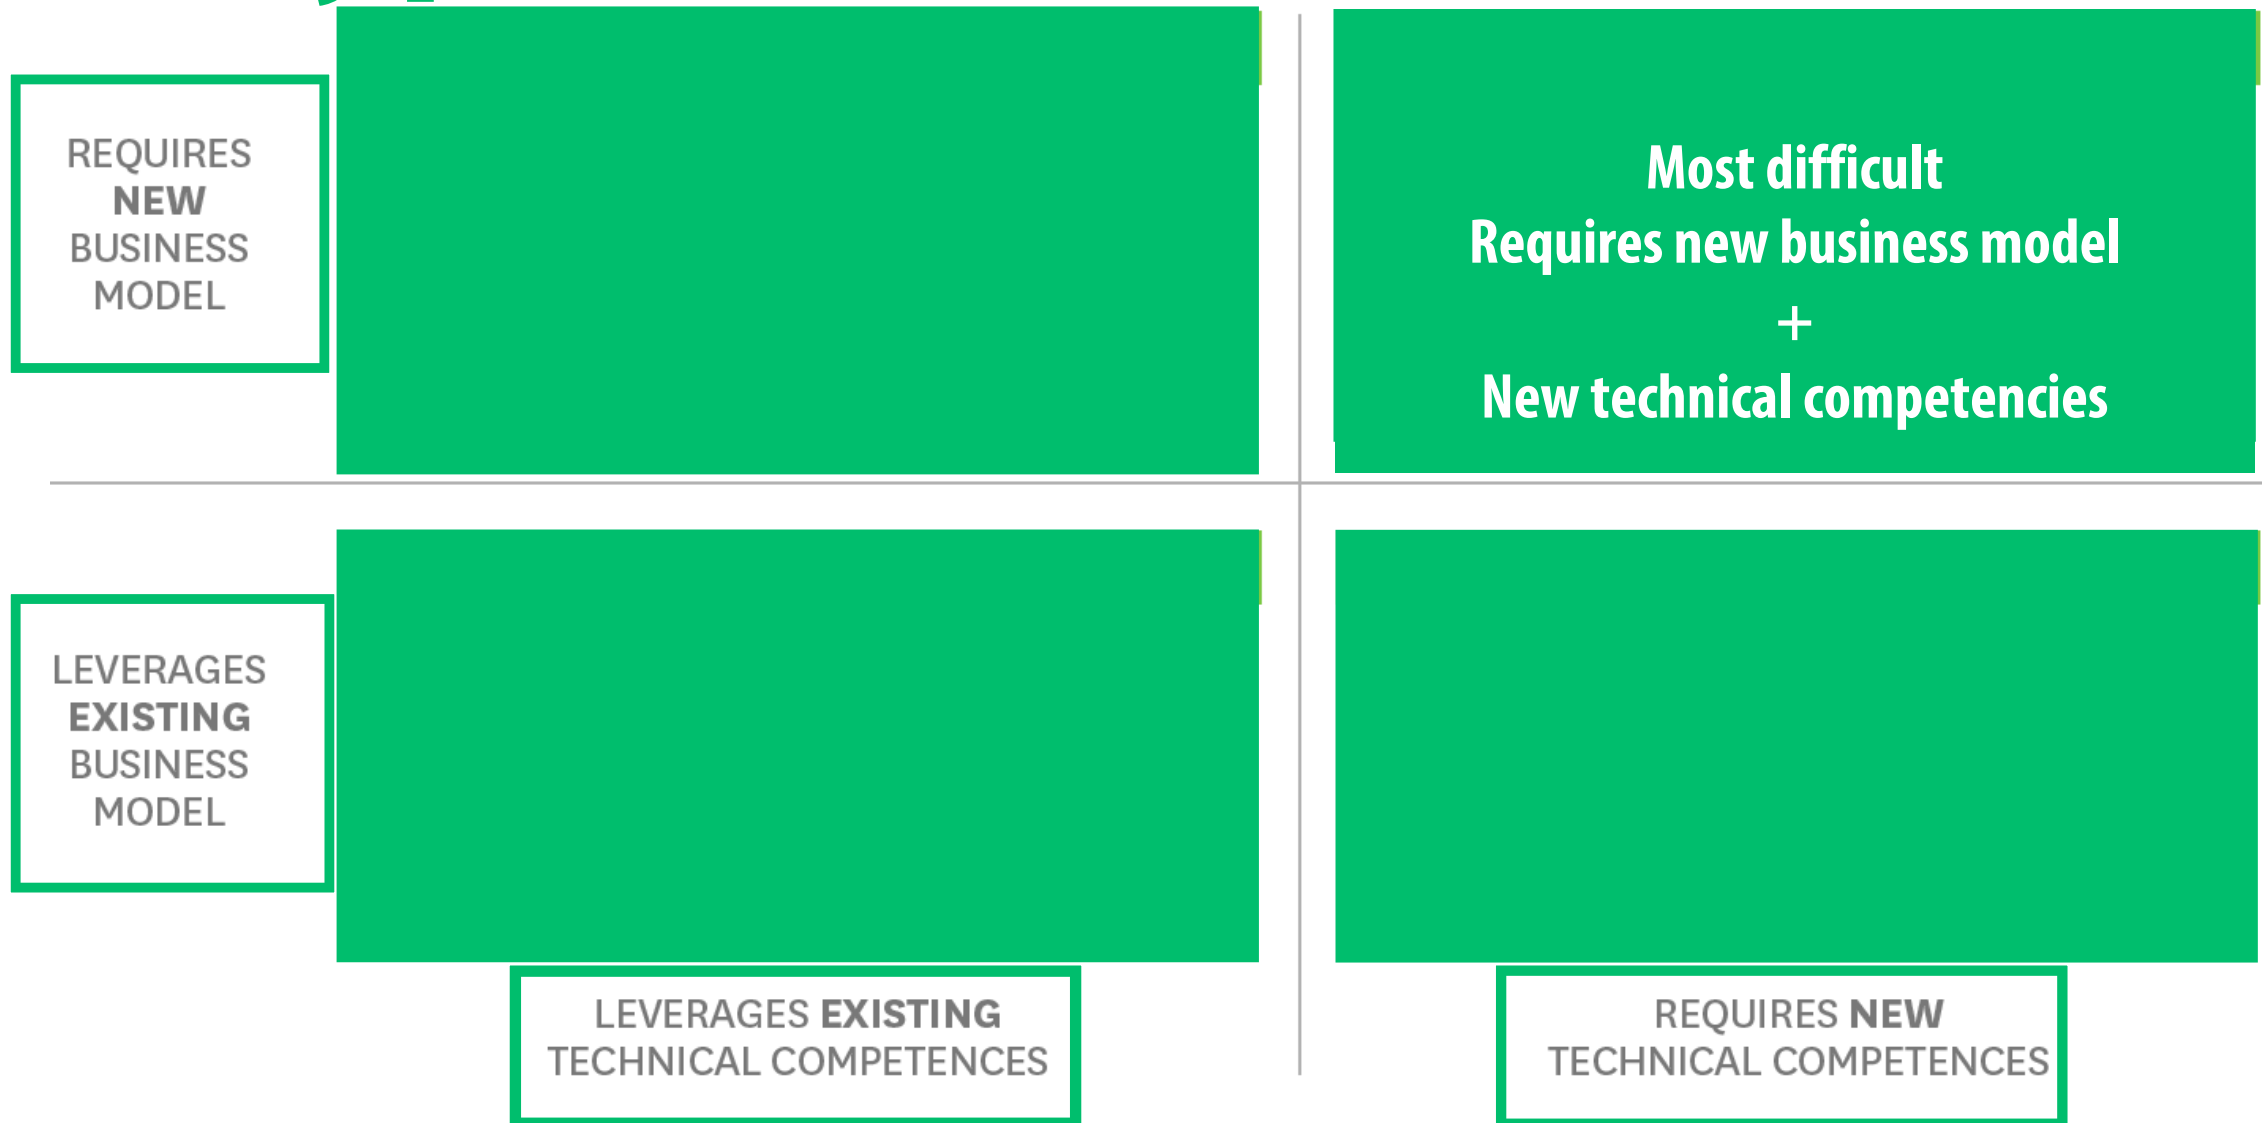 REQUIRES
NEW
BUSINESS
MODEL
Most difficult
Requires new business model
+
New technical competencies
LEVERAGES
EXISTING
BUSINESS
MODEL
LEVERAGES EXISTING
TECHNICAL COMPETENCES
REQUIRES NEW
TECHNICAL COMPETENCES